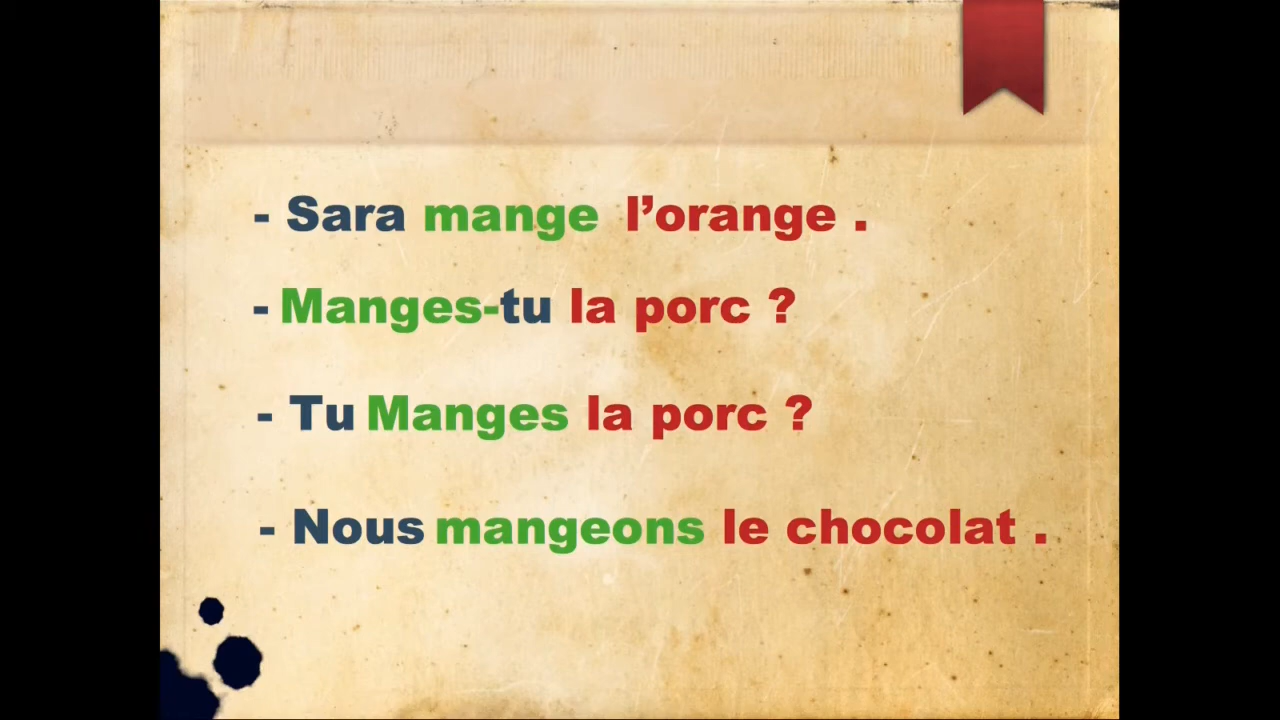 - Sara mange l’orange .
- Manges-tu la porc ?
- Tu Manges la porc ?
- Nous mangeons le chocolat .